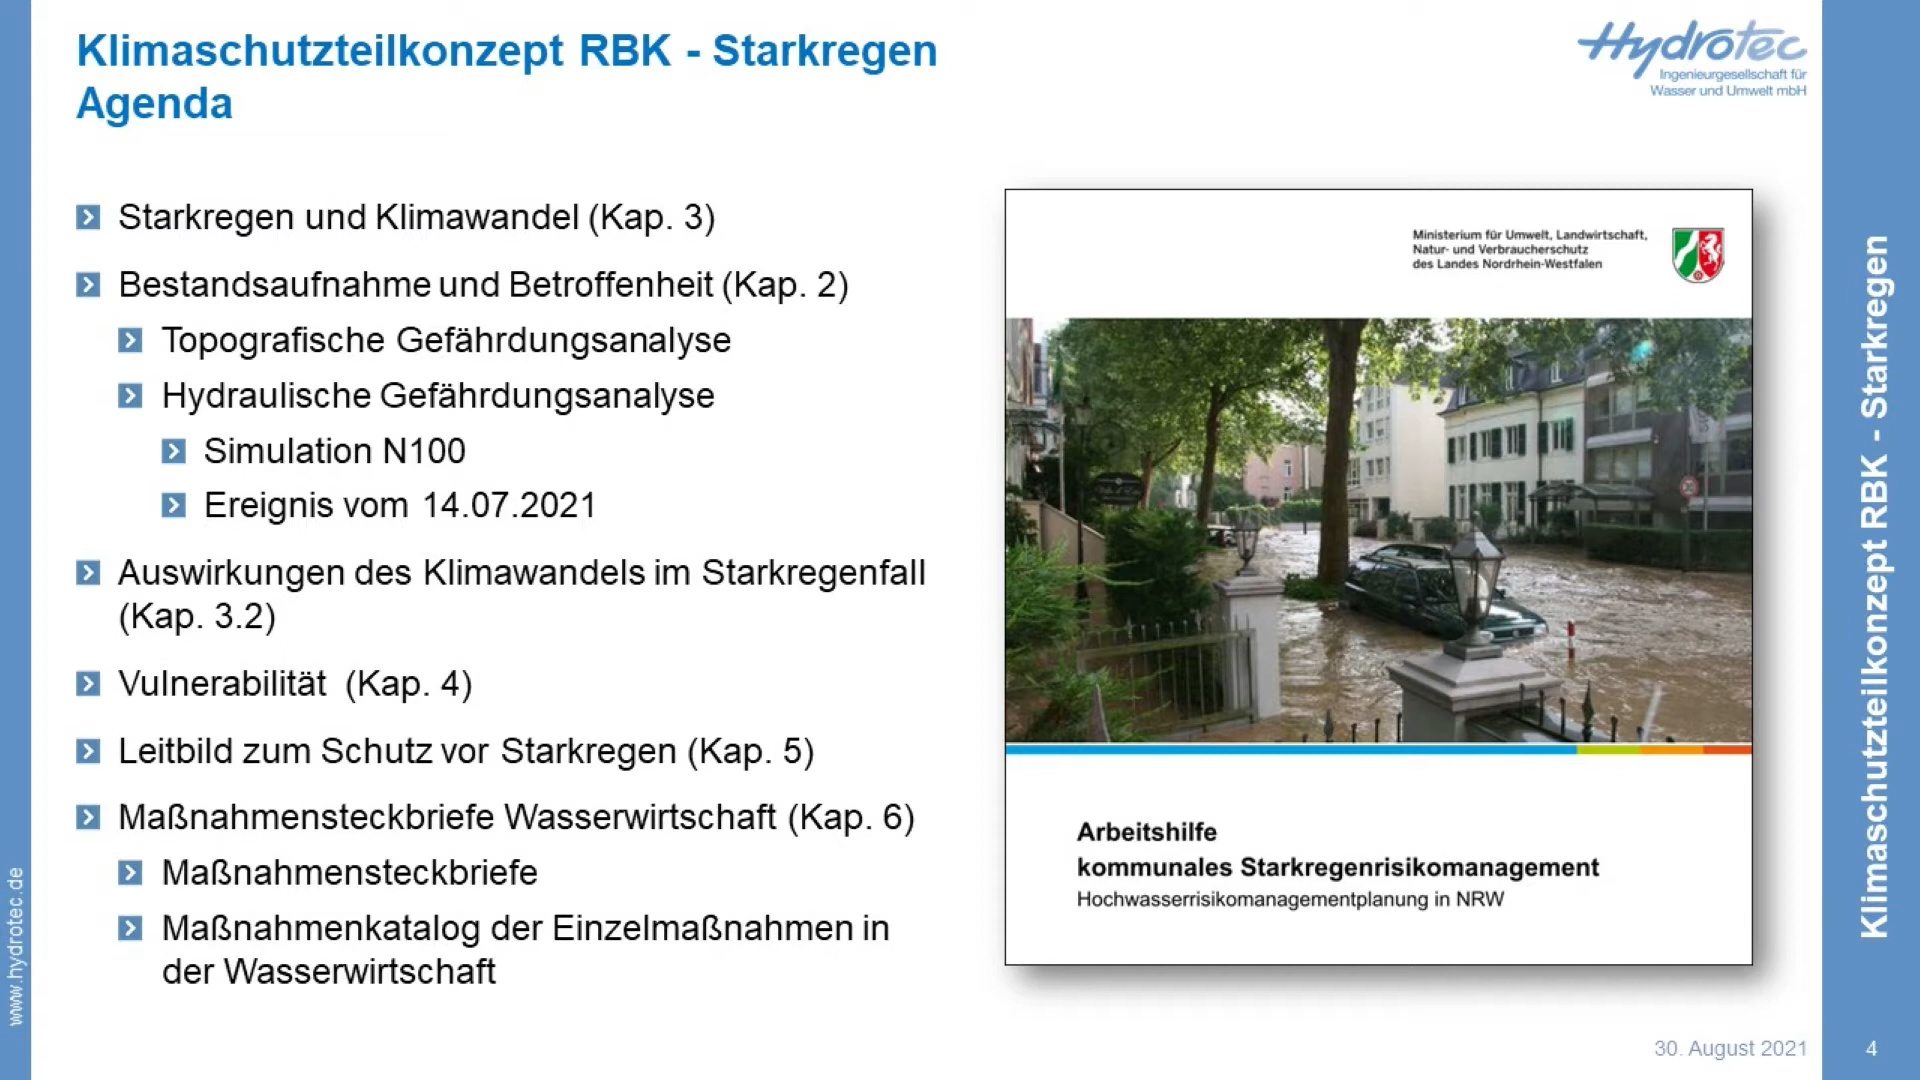 Klimaschutzteilkonzept RBK - Starkregen
Agenda
Hydrotec
Ingenieurgesellschaft für
Wasser und Umwelt mbH
Starkregen und Klimawandel (Kap. 3)
Bestandsaufnahme und Betroffenheit (Kap. 2)
Topografische Gefährdungsanalyse
Hydraulische Gefährdungsanalyse
Simulation N100
Ereignis vom 14.07.2021
Auswirkungen des Klimawandels im Starkregenfall
(Kap. 3.2)
Vulnerabilität (Kap. 4)
Leitbild zum Schutz vor Starkregen (Kap. 5)
Maßnahmensteckbriefe Wasserwirtschaft (Kap. 6)
Maßnahmensteckbriefe
Maßnahmenkatalog der Einzelmaßnahmen in
der Wasserwirtschaft
Ministerium für Umwelt, Landwirtschaft,
Natur- und Verbraucherschutz
des Landes Nordrhein-Westfalen
Arbeitshilfe
kommunales Starkregenrisikomanagement
Hochwasserrisikomanagementplanung in NRW
www.hydrotec.de
Klimaschutzteilkonzept RBK - Starkregen
30. August 2021
4